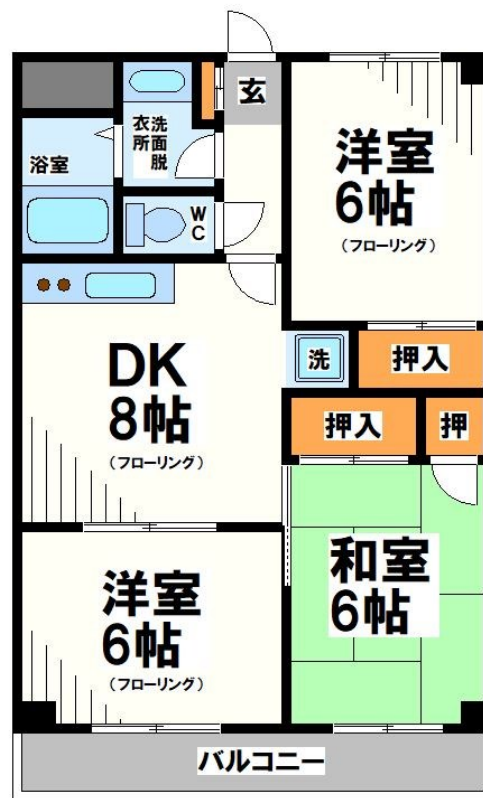 玄
洗面脱
衣所
浴室
WC
洋室
6帖
(フローリング)
DK
8帖
(フローリング)
洗
押入
押入
押
洋室
6帖
(フローリング)
和室
6帖
バルコニー